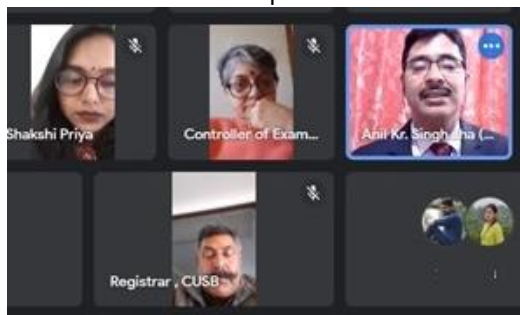 Shakshi Priya
Controller of Exam...
Anil Kr. Singh Jha (...
Registrar , CUSB